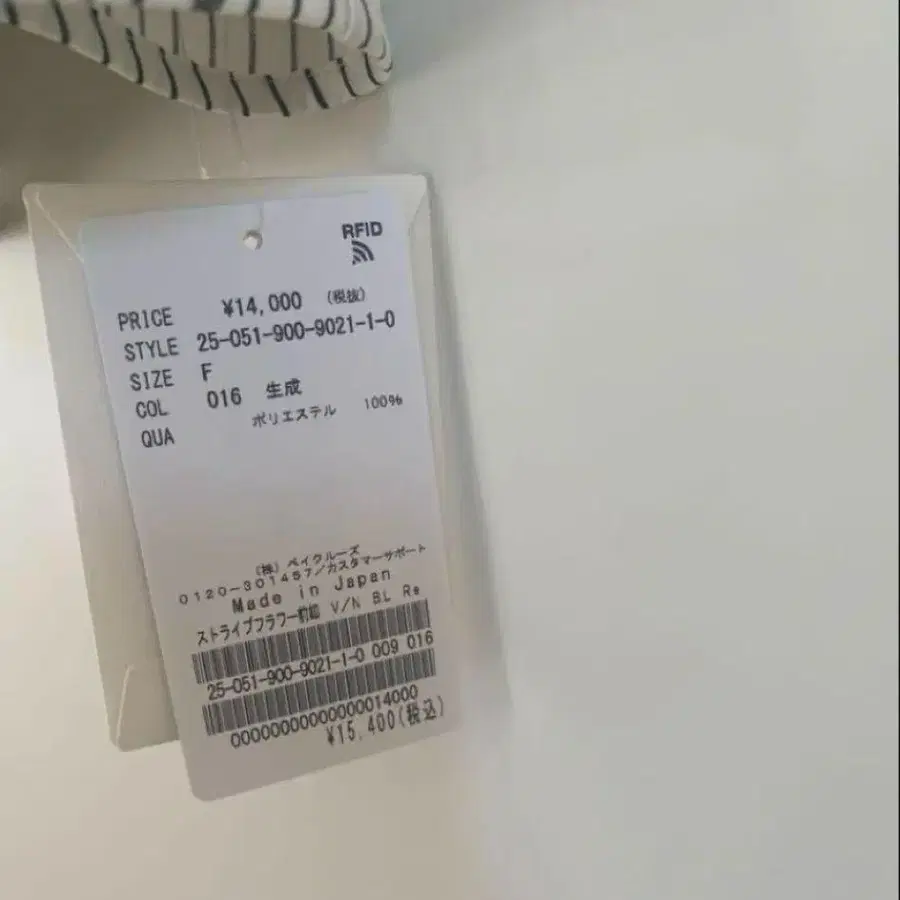 RFID
PRICE ¥14,000 (税抜)
STYLE 25-051-900-9021-1-0
SIZE F
COL 016 生成
QUA ポリエステル 100%
(株) ベイクルーズ
0120-301457/カスタマーサポート
Made in Japan
ストライプフラワー前釦 V/N BL Re
25-051-900-9021-1-0 009 016
00000000000000014000
¥15,400(税込)